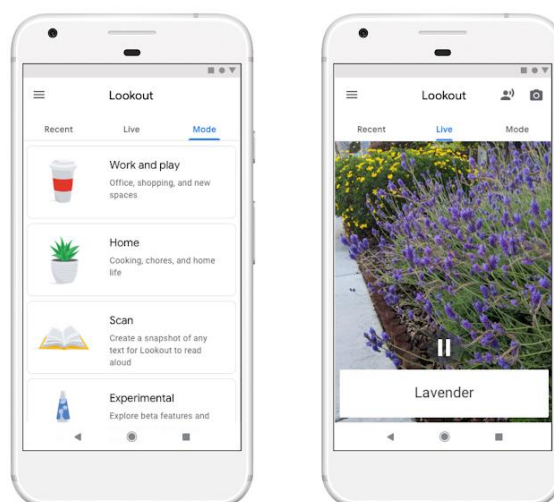 Lookout
Recent Live Mode
Work and play
Office, shopping, and new
spaces
Home
Cooking, chores, and home
life
Scan
Create a snapshot of any
text for Lookout to read
aloud
Experimental
Explore beta features and
Lookout
Recent Live Mode
Lavender